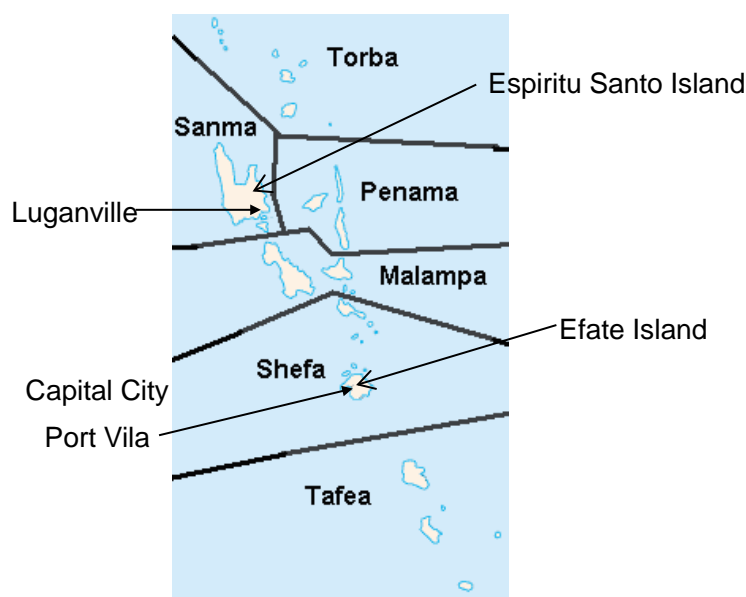 Torba
Espiritu Santo Island
Sanma
Penama
Luganville
Malampa
Efate Island
Shefa
Capital City
Port Vila
Tafea